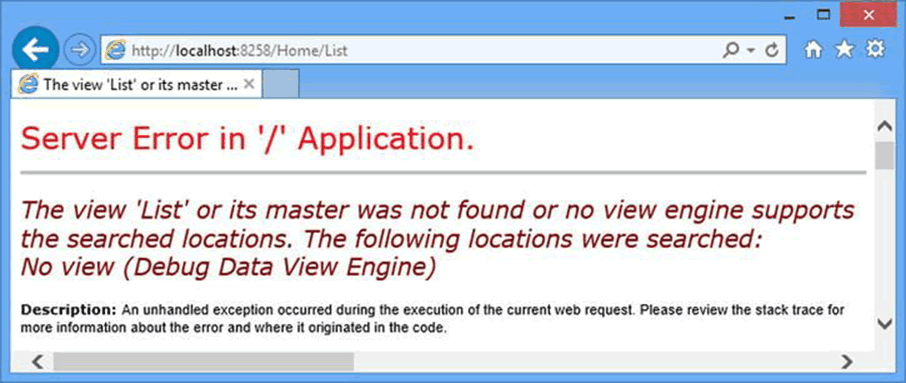 http://localhost:8258/Home/List
The view 'List' or its master ...
Server Error in '/' Application.
The view 'List' or its master was not found or no view engine supports
the searched locations. The following locations were searched:
No view (Debug Data View Engine)
Description: An unhandled exception occurred during the execution of the current web request. Please review the stack trace for
more information about the error and where it originated in the code.